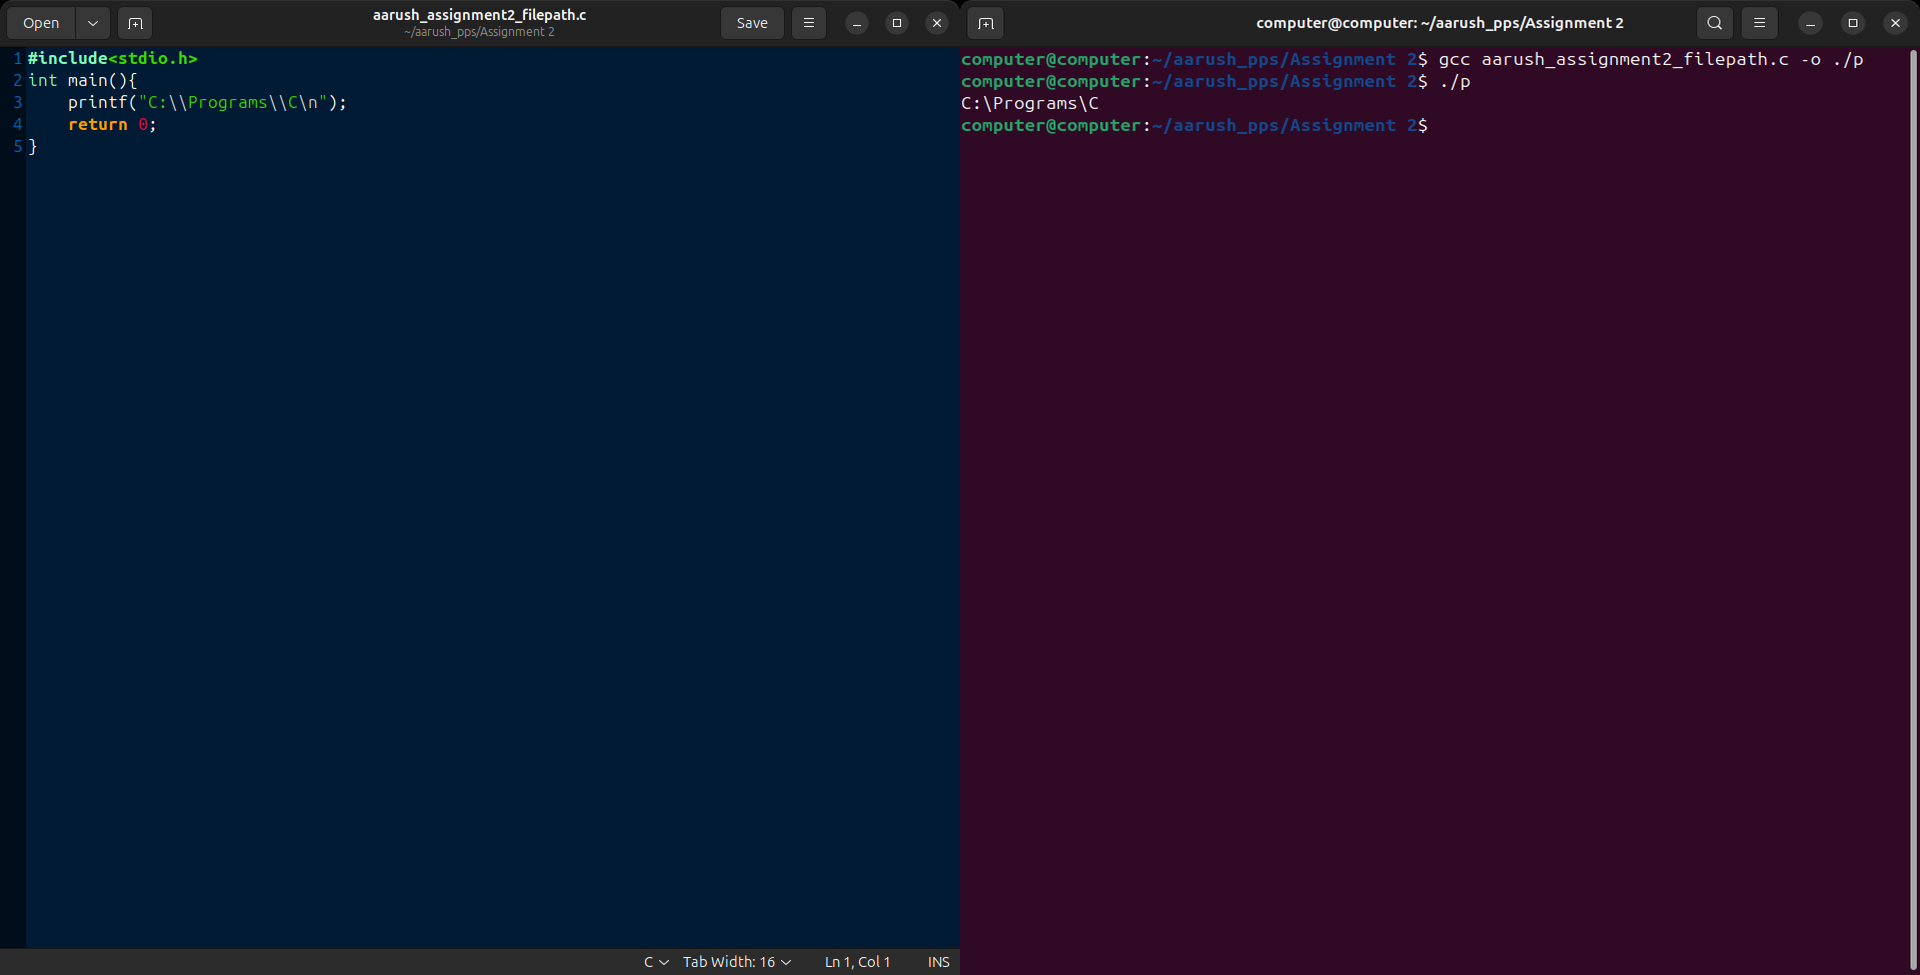 Open
aarush_assignment2_filepath.c
~/aarush_pps/Assignment 2
Save
1 #include<stdio.h>
2 int main(){
3     printf("C:\\Programs\\C\n");
4     return 0;
5 }
C
Tab Width: 16
Ln 1, Col 1
INS
computer@computer: ~/aarush_pps/Assignment 2
computer@computer:~/aarush_pps/Assignment 2$ gcc aarush_assignment2_filepath.c -o ./p
computer@computer:~/aarush_pps/Assignment 2$ ./p
C:\Programs\C
computer@computer:~/aarush_pps/Assignment 2$